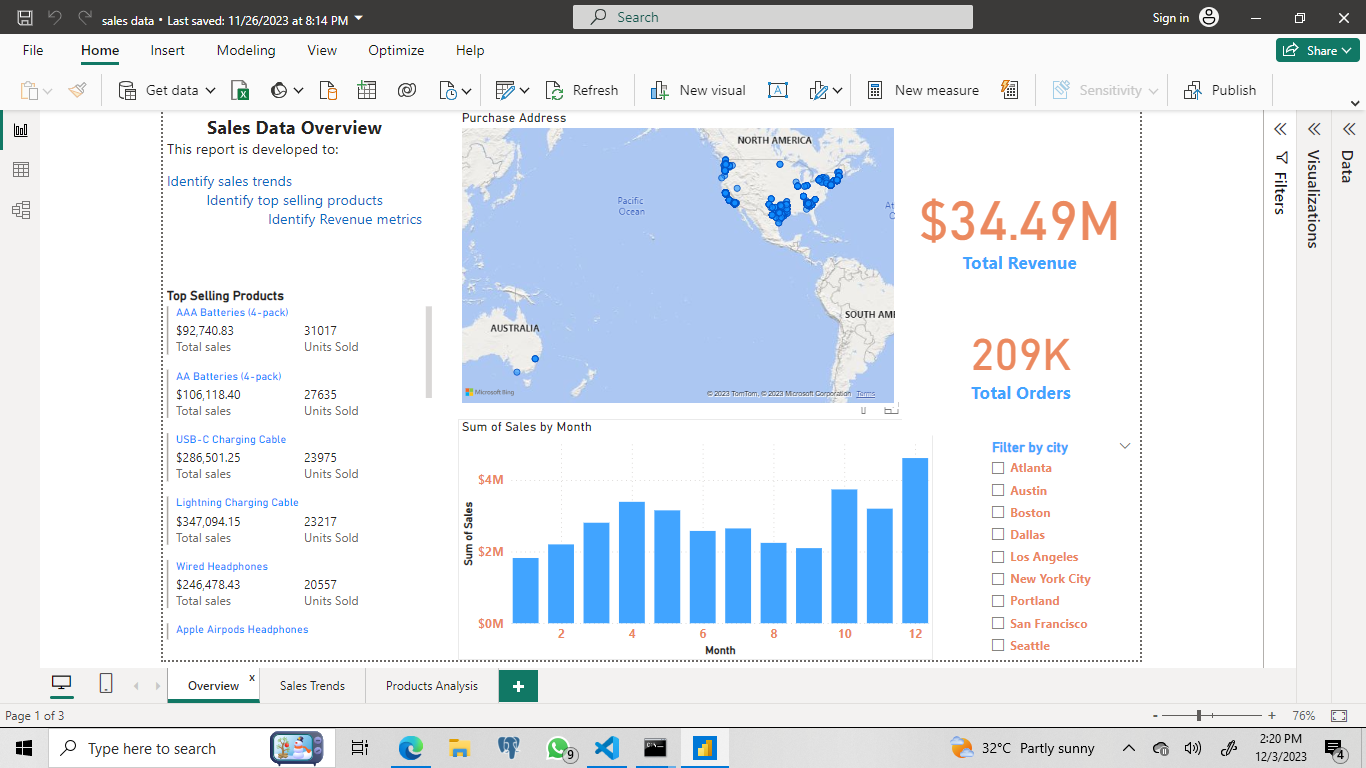 sales data • Last saved: 11/26/2023 at 8:14 PM
Search
Sign in
File
Home
Insert
Modeling
View
Optimize
Help
Share
Get data
Refresh
New visual
New measure
Sensitivity
Publish
Sales Data Overview
This report is developed to:
Identify sales trends
Identify top selling products
Identify Revenue metrics
Top Selling Products
AAA Batteries (4-pack)
$92,740.83 31017
Total sales Units Sold
AA Batteries (4-pack)
$106,118.40 27635
Total sales Units Sold
USB-C Charging Cable
$286,501.25 23975
Total sales Units Sold
Lightning Charging Cable
$347,094.15 23217
Total sales Units Sold
Wired Headphones
$246,478.43 20557
Total sales Units Sold
Apple Airpods Headphones
Purchase Address
NORTH AMERICA
Pacific
Ocean
At
O
SOUTH AM
AUSTRALIA
Microsoft Bing
© 2023 TomTom, © 2023 Microsoft Corporation Terms
Sum of Sales by Month
Sum of Sales
$4M
$2M
$0M
2 4 6 8 10 12
Month
$34.49M
Total Revenue
209K
Total Orders
Filter by city
Atlanta
Austin
Boston
Dallas
Los Angeles
New York City
Portland
San Francisco
Seattle
Filters
Visualizations
Data
Overview x
Sales Trends
Products Analysis
+
Page 1 of 3
- + 76%
Type here to search
9
32°C Partly sunny
2:20 PM
12/3/2023
4